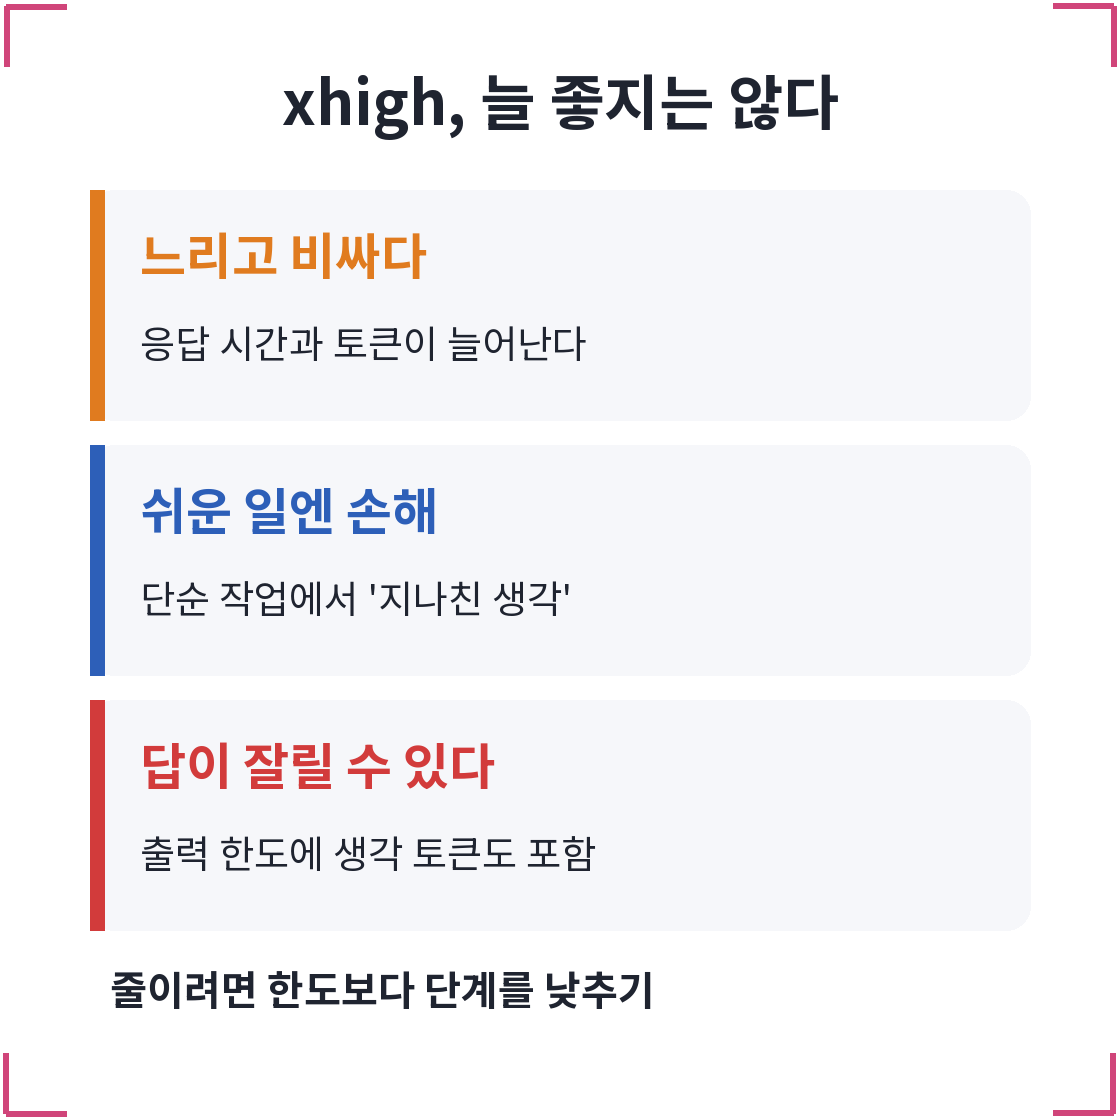 xhigh, 늘 좋지는 않다
느리고 비싸다
응답 시간과 토큰이 늘어난다
쉬운 일엔 손해
단순 작업에서 '지나친 생각'
답이 잘릴 수 있다
출력 한도에 생각 토큰도 포함
줄이려면 한도보다 단계를 낮추기